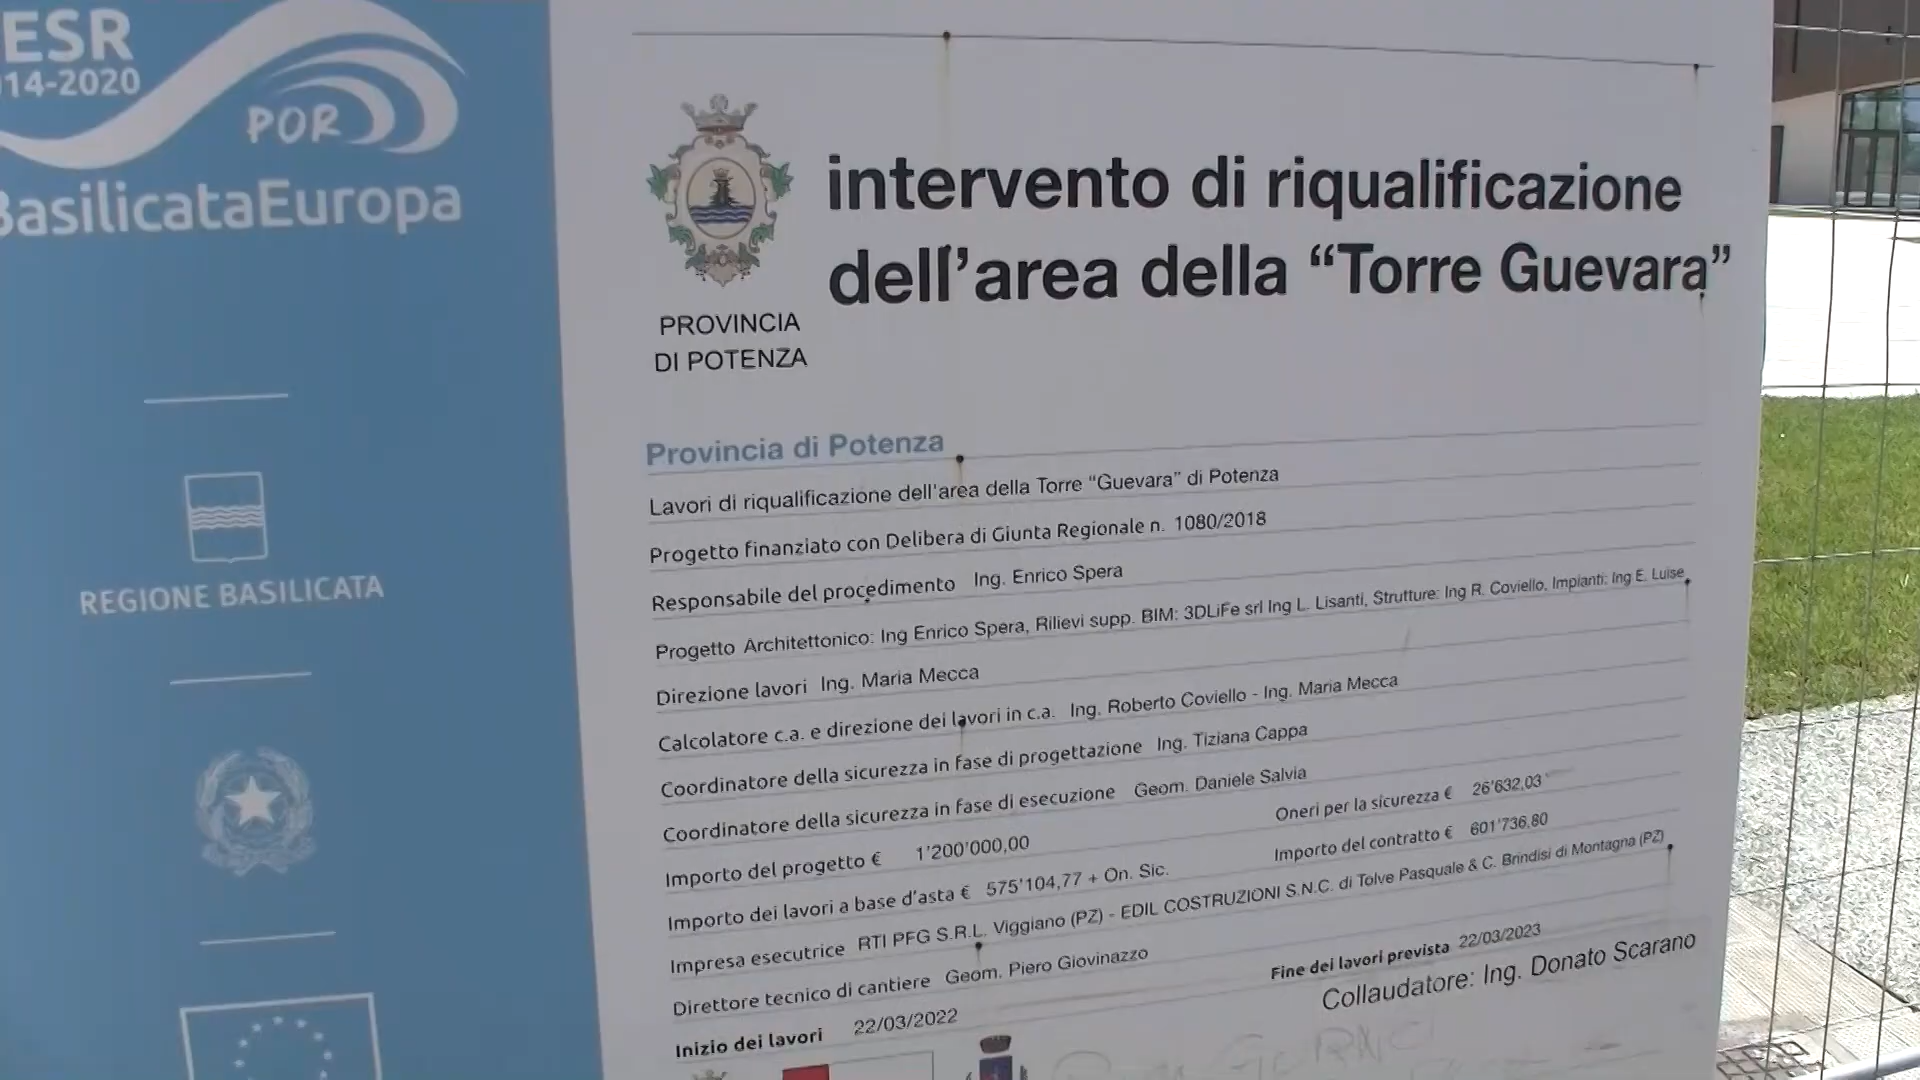 ESR
14-2020
POR
BasilicataEuropa
REGIONE BASILICATA
PROVINCIA
DI POTENZA
intervento di riqualificazione
dell'area della “Torre Guevara”
Provincia di Potenza
Lavori di riqualificazione dell'area della Torre “Guevara” di Potenza
Progetto finanziato con Delibera di Giunta Regionale n. 1080/2018
Responsabile del procedimento Ing. Enrico Spera
Progetto Architettonico: Ing Enrico Spera, Rilievi supp. BIM: 3DLiFe srl Ing L. Lisanti, Strutture: Ing R. Coviello, Impianti: Ing E. Luise
Direzione lavori Ing. Maria Mecca
Calcolatore c.a. e direzione dei lavori in c.a. Ing. Roberto Coviello - Ing. Maria Mecca
Coordinatore della sicurezza in fase di progettazione Ing. Tiziana Cappa
Coordinatore della sicurezza in fase di esecuzione Geom. Daniele Salvia
Importo del progetto € 1'200'000,00 Oneri per la sicurezza € 26'632,03
Importo dei lavori a base d'asta € 575'104,77 + On. Sic. Importo del contratto € 601'736,80
Impresa esecutrice RTI PFG S.R.L. Viggiano (PZ) - EDIL COSTRUZIONI S.N.C. di Tolve Pasquale & C. Brindisi di Montagna (PZ)
Direttore tecnico di cantiere Geom. Piero Giovinazzo
Inizio dei lavori 22/03/2022 Fine dei lavori prevista 22/03/2023
Collaudatore: Ing. Donato Scarano